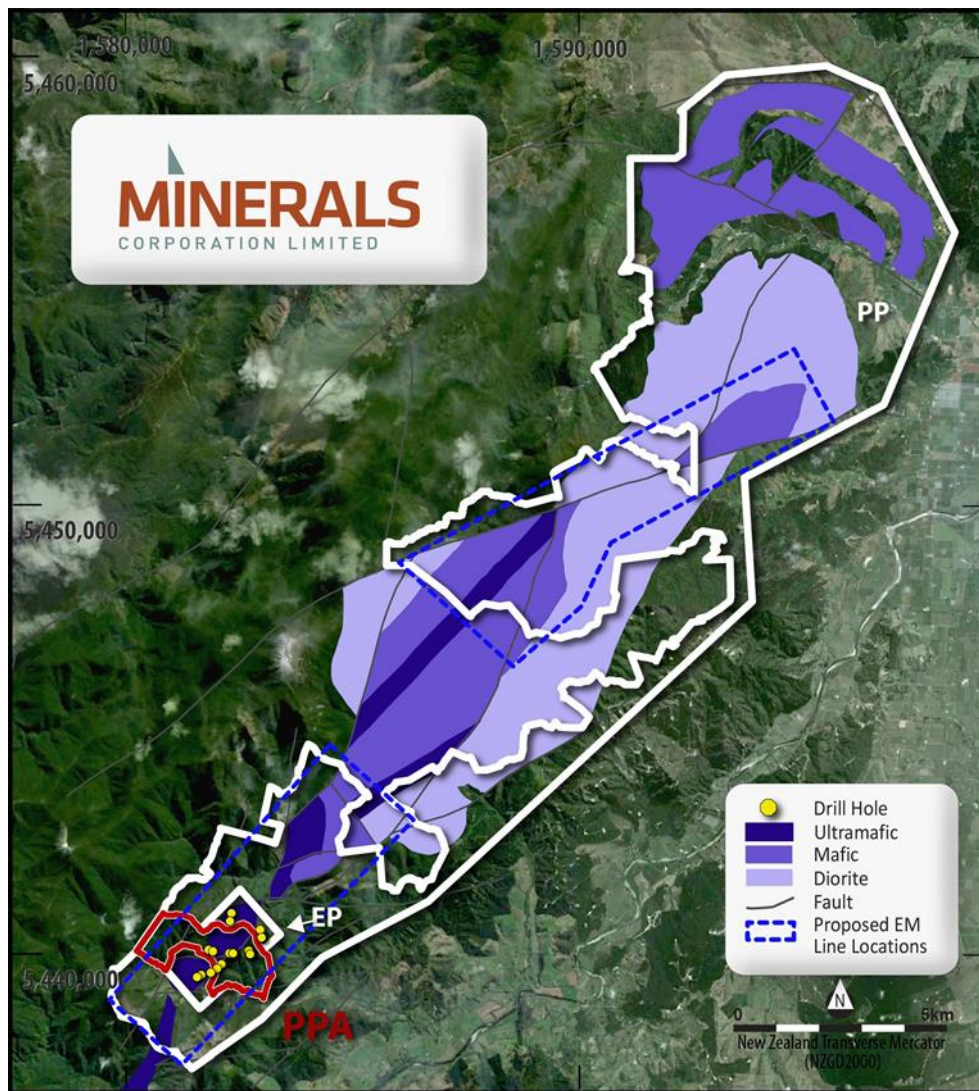 1,580,000
1,590,000
5,460,000
MINERALS
CORPORATION LIMITED
PP
5,450,000
Drill Hole
Ultramafic
Mafic
Diorite
Fault
Proposed EM
Line Locations
EP
5,440,000
PPA
N
0
5km
New Zealand Transverse Mercator
(NZGD2000)